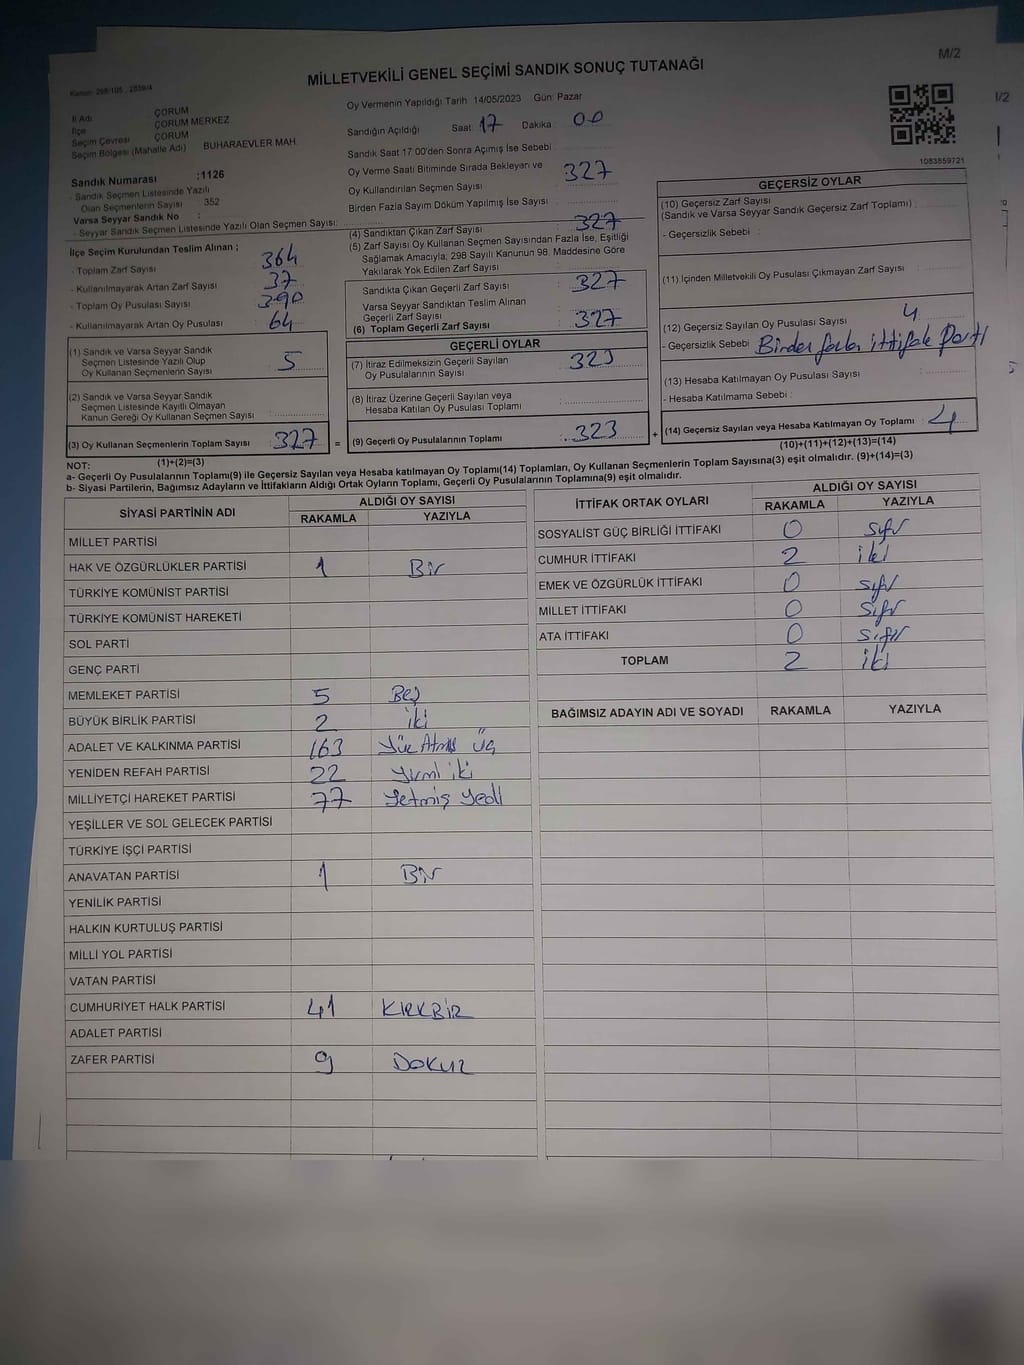 M/2
MİLLETVEKİLİ GENEL SEÇİMİ SANDIK SONUÇ TUTANAĞI
Kanun: 298/105 , 2839/4
İl Adı ÇORUM
İlçe ÇORUM MERKEZ
Seçim Çevresi ÇORUM
Seçim Bölgesi (Mahalle Adı) BUHARAEVLER MAH.
Sandık Numarası :1126
- Sandık Seçmen Listesinde Yazılı
Olan Seçmenlerin Sayısı : 352
Varsa Seyyar Sandık No :
- Seyyar Sandık Seçmen Listesinde Yazılı Olan Seçmen Sayısı:
Oy Vermenin Yapıldığı Tarih 14/05/2023 Gün: Pazar
Sandığın Açıldığı Saat: 17 Dakika: 00
Sandık Saat 17:00'den Sonra Açımış İse Sebebi :
Oy Verme Saati Bitiminde Sırada Bekleyen ve
Oy Kullandırılan Seçmen Sayısı : 327
Birden Fazla Sayım Döküm Yapılmış İse Sayısı :
1083859721
1/2
İlçe Seçim Kurulundan Teslim Alınan ;
- Toplam Zarf Sayısı : 364
- Kullanılmayarak Artan Zarf Sayısı : 37
- Toplam Oy Pusulası Sayısı : 390
- Kullanılmayarak Artan Oy Pusulası : 64
(1) Sandık ve Varsa Seyyar Sandık
Seçmen Listesinde Yazılı Olup
Oy Kullanan Seçmenlerin Sayısı : 5
(2) Sandık ve Varsa Seyyar Sandık
Seçmen Listesinde Kayıtlı Olmayan
Kanun Gereği Oy Kullanan Seçmen Sayısı :
(3) Oy Kullanan Seçmenlerin Toplam Sayısı : 327 =
(1)+(2)=(3)
(4) Sandıktan Çıkan Zarf Sayısı : 327
(5) Zarf Sayısı Oy Kullanan Seçmen Sayısından Fazla İse, Eşitliği
Sağlamak Amacıyla, 298 Sayılı Kanunun 98. Maddesine Göre
Yakılarak Yok Edilen Zarf Sayısı :
Sandıkta Çıkan Geçerli Zarf Sayısı : 327
Varsa Seyyar Sandıktan Teslim Alınan
Geçerli Zarf Sayısı :
(6) Toplam Geçerli Zarf Sayısı : 327
GEÇERLİ OYLAR
(7) İtiraz Edilmeksizin Geçerli Sayılan
Oy Pusulalarının Sayısı : 323
(8) İtiraz Üzerine Geçerli Sayılan veya
Hesaba Katılan Oy Pusulası Toplamı :
(9) Geçerli Oy Pusulalarının Toplamı : 323 +
GEÇERSİZ OYLAR
(10) Geçersiz Zarf Sayısı
(Sandık ve Varsa Seyyar Sandık Geçersiz Zarf Toplamı) :
- Geçersizlik Sebebi :
(11) İçinden Milletvekili Oy Pusulası Çıkmayan Zarf Sayısı :
(12) Geçersiz Sayılan Oy Pusulası Sayısı : 4
- Geçersizlik Sebebi : Birden fazla ittifak Parti
(13) Hesaba Katılmayan Oy Pusulası Sayısı :
- Hesaba Katılmama Sebebi :
(14) Geçersiz Sayılan veya Hesaba Katılmayan Oy Toplamı : 4
(10)+(11)+(12)+(13)=(14)
NOT:
a- Geçerli Oy Pusulalarının Toplamı(9) ile Geçersiz Sayılan veya Hesaba katılmayan Oy Toplamı(14) Toplamları, Oy Kullanan Seçmenlerin Toplam Sayısına(3) eşit olmalıdır. (9)+(14)=(3)
b- Siyasi Partilerin, Bağımsız Adayların ve İttifakların Aldığı Ortak Oyların Toplamı, Geçerli Oy Pusulalarının Toplamına(9) eşit olmalıdır.
SİYASİ PARTİNİN ADI ALDIĞI OY SAYISI
RAKAMLA YAZIYLA
MİLLET PARTİSİ
HAK VE ÖZGÜRLÜKLER PARTİSİ 1 Bir
TÜRKİYE KOMÜNİST PARTİSİ
TÜRKİYE KOMÜNİST HAREKETİ
SOL PARTİ
GENÇ PARTİ
MEMLEKET PARTİSİ 5 Beş
BÜYÜK BİRLİK PARTİSİ 2 iki
ADALET VE KALKINMA PARTİSİ 163 Yüz Atmış Üç
YENİDEN REFAH PARTİSİ 22 Yirmi iki
MİLLİYETÇİ HAREKET PARTİSİ 77 Yetmiş Yedi
YEŞİLLER VE SOL GELECEK PARTİSİ
TÜRKİYE İŞÇİ PARTİSİ
ANAVATAN PARTİSİ 1 Bir
YENİLİK PARTİSİ
HALKIN KURTULUŞ PARTİSİ
MİLLİ YOL PARTİSİ
VATAN PARTİSİ
CUMHURİYET HALK PARTİSİ 41 KIRKBİR
ADALET PARTİSİ
ZAFER PARTİSİ 9 DOKUZ
İTTİFAK ORTAK OYLARI ALDIĞI OY SAYISI
RAKAMLA YAZIYLA
SOSYALİST GÜÇ BİRLİĞİ İTTİFAKI 0 sıfır
CUMHUR İTTİFAKI 2 iki
EMEK VE ÖZGÜRLÜK İTTİFAKI 0 sıfır
MİLLET İTTİFAKI 0 sıfır
ATA İTTİFAKI 0 sıfır
TOPLAM 2 iki
BAĞIMSIZ ADAYIN ADI VE SOYADI RAKAMLA YAZIYLA